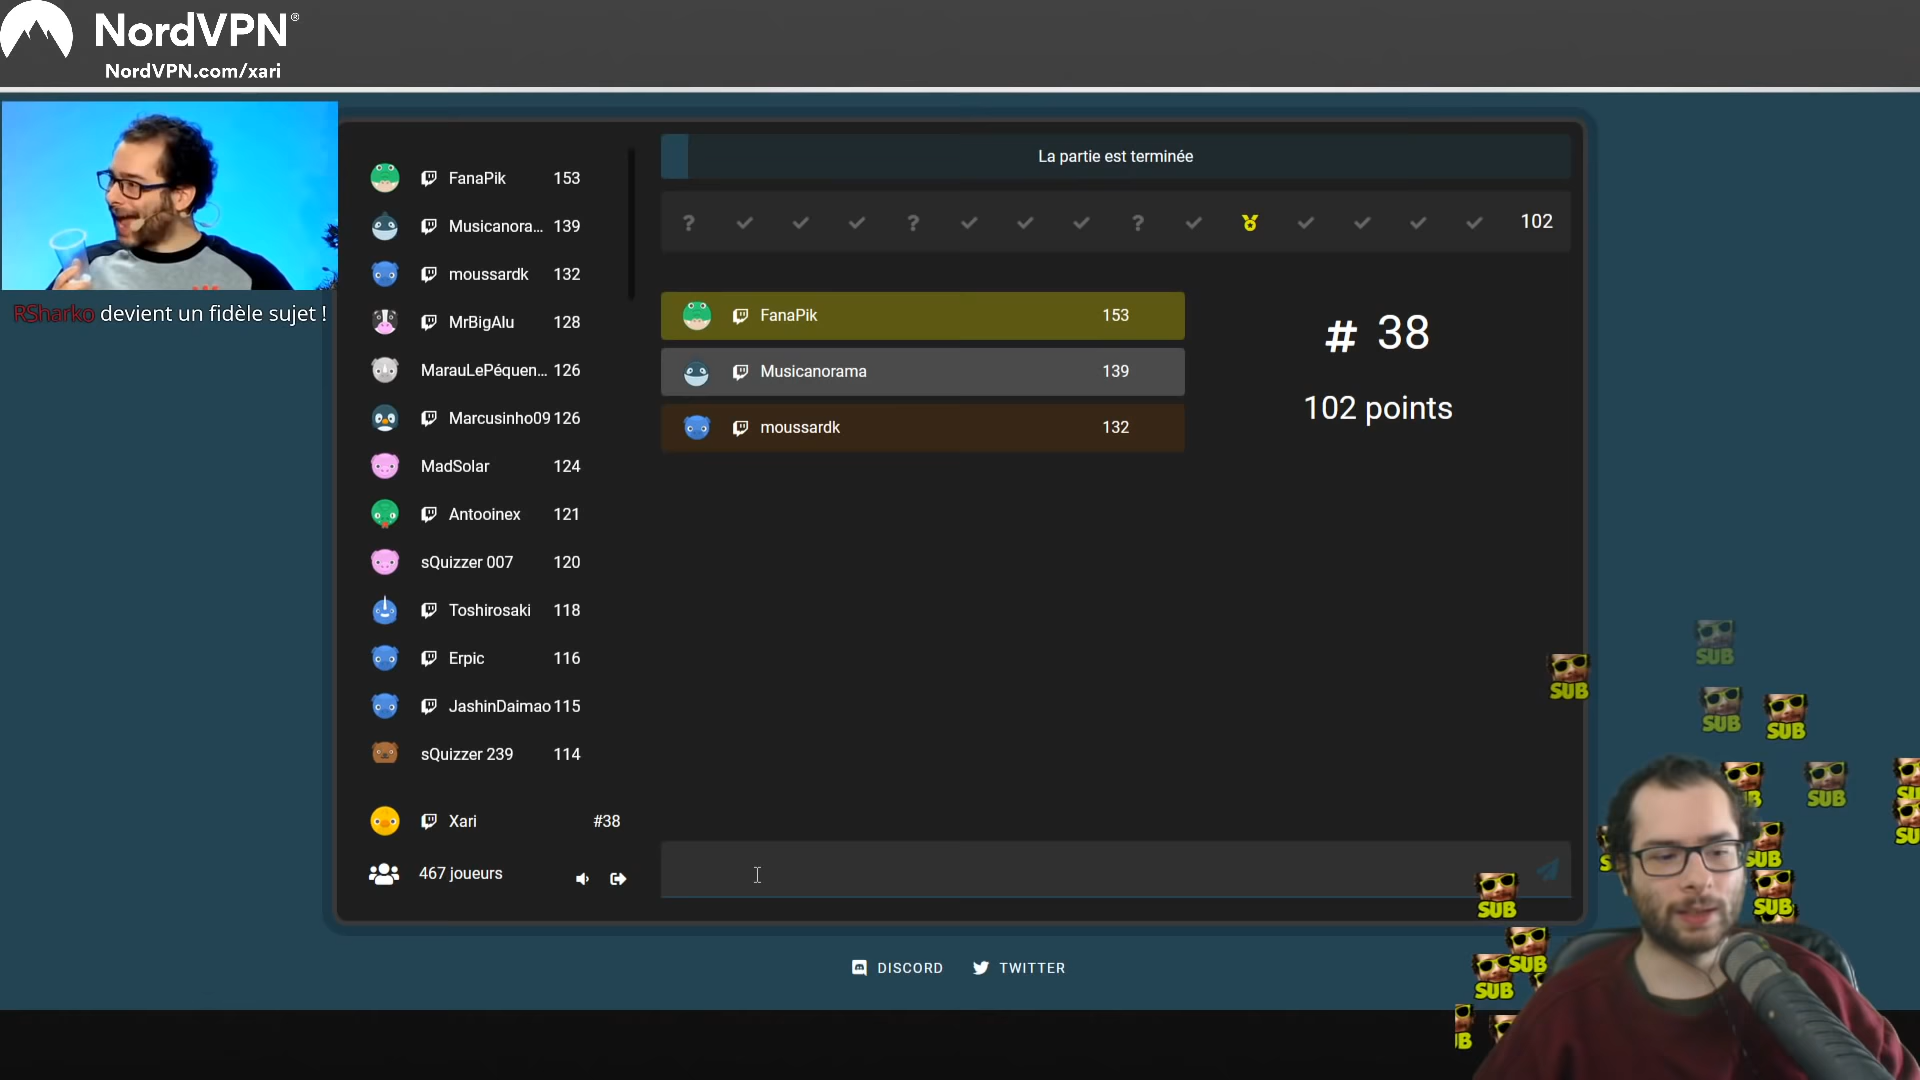 NordVPN®
NordVPN.com/xari
RSharko devient un fidèle sujet !
FanaPik 153
Musicanora... 139
moussardk 132
MrBigAlu 128
MarauLePéquen... 126
Marcusinho09 126
MadSolar 124
Antooinex 121
sQuizzer 007 120
Toshirosaki 118
Erpic 116
JashinDaimao 115
sQuizzer 239 114
Xari #38
467 joueurs
La partie est terminée
? ? ? 102
FanaPik 153
Musicanorama 139
moussardk 132
# 38
102 points
DISCORD TWITTER
SUB
SUB
SUB
SUB
SUB
SUB
SUB
SUB
SUB
SUB